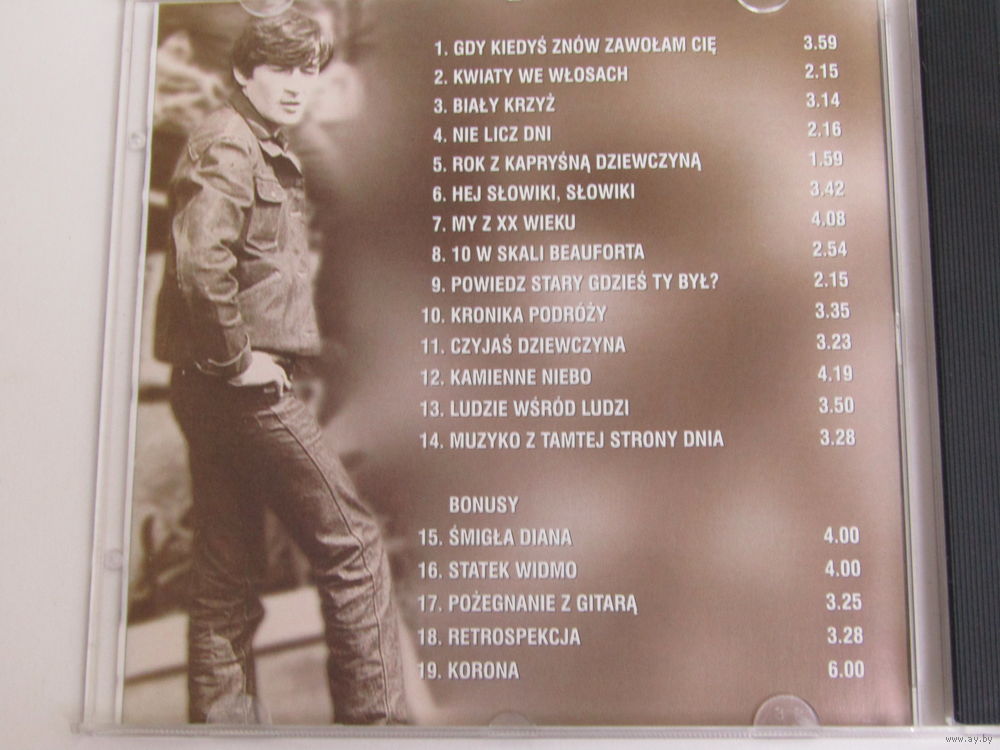 1. GDY KIEDYŚ ZNÓW ZAWOŁAM CIĘ 3.59
2. KWIATY WE WŁOSACH 2.15
3. BIAŁY KRZYŻ 3.14
4. NIE LICZ DNI 2.16
5. ROK Z KAPRYŚNĄ DZIEWCZYNĄ 1.59
6. HEJ SŁOWIKI, SŁOWIKI 3.42
7. MY Z XX WIEKU 4.08
8. 10 W SKALI BEAUFORTA 2.54
9. POWIEDZ STARY GDZIEŚ TY BYŁ? 2.15
10. KRONIKA PODRÓŻY 3.35
11. CZYJAŚ DZIEWCZYNA 3.23
12. KAMIENNE NIEBO 4.19
13. LUDZIE WŚRÓD LUDZI 3.50
14. MUZYKO Z TAMTEJ STRONY DNIA 3.28
BONUSY
15. ŚMIGŁA DIANA 4.00
16. STATEK WIDMO 4.00
17. POŻEGNANIE Z GITARĄ 3.25
18. RETROSPEKCJA 3.28
19. KORONA 6.00
www.ay.by